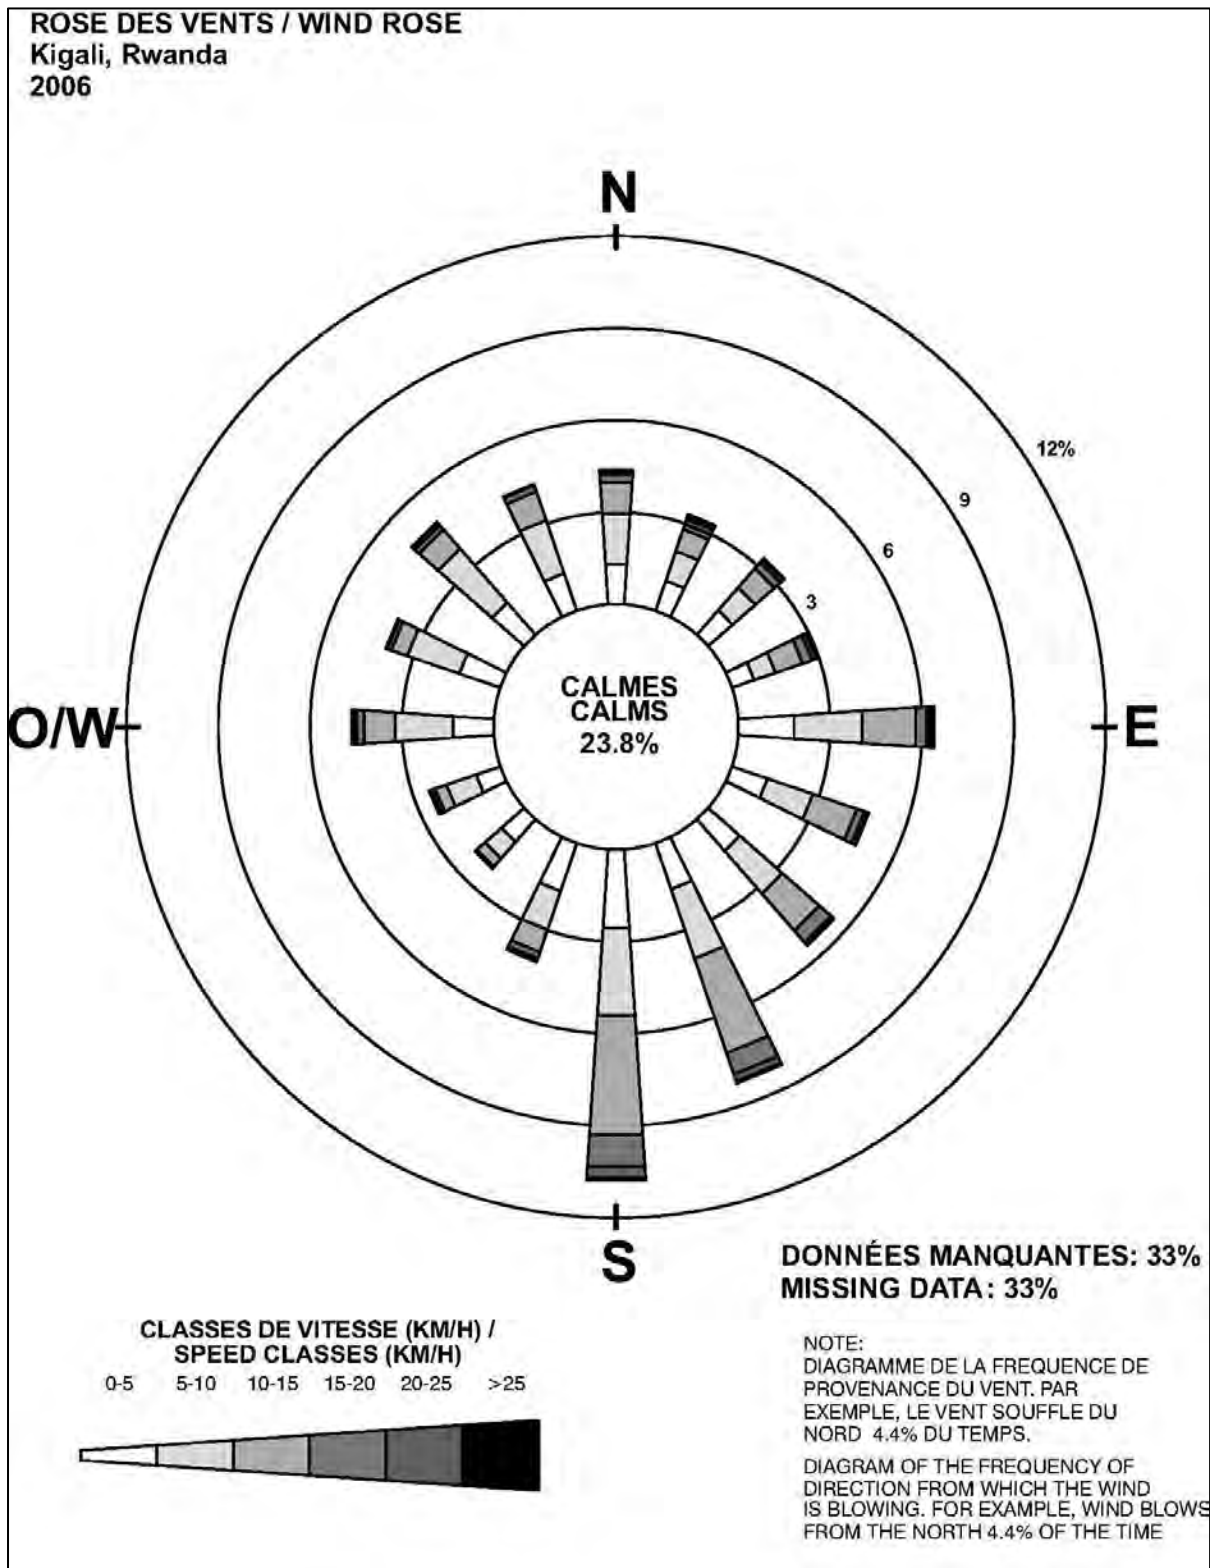 ROSE DES VENTS / WIND ROSE
Kigali, Rwanda
2006
N
12%
9
6
3
CALMES
CALMS
23.8%
O/W
E
S
DONNÉES MANQUANTES: 33%
MISSING DATA: 33%
CLASSES DE VITESSE (KM/H) /
SPEED CLASSES (KM/H)
0-5 5-10 10-15 15-20 20-25 >25
NOTE:
DIAGRAMME DE LA FREQUENCE DE
PROVENANCE DU VENT. PAR
EXEMPLE, LE VENT SOUFFLE DU
NORD 4.4% DU TEMPS.
DIAGRAM OF THE FREQUENCY OF
DIRECTION FROM WHICH THE WIND
IS BLOWING. FOR EXAMPLE, WIND BLOWS
FROM THE NORTH 4.4% OF THE TIME